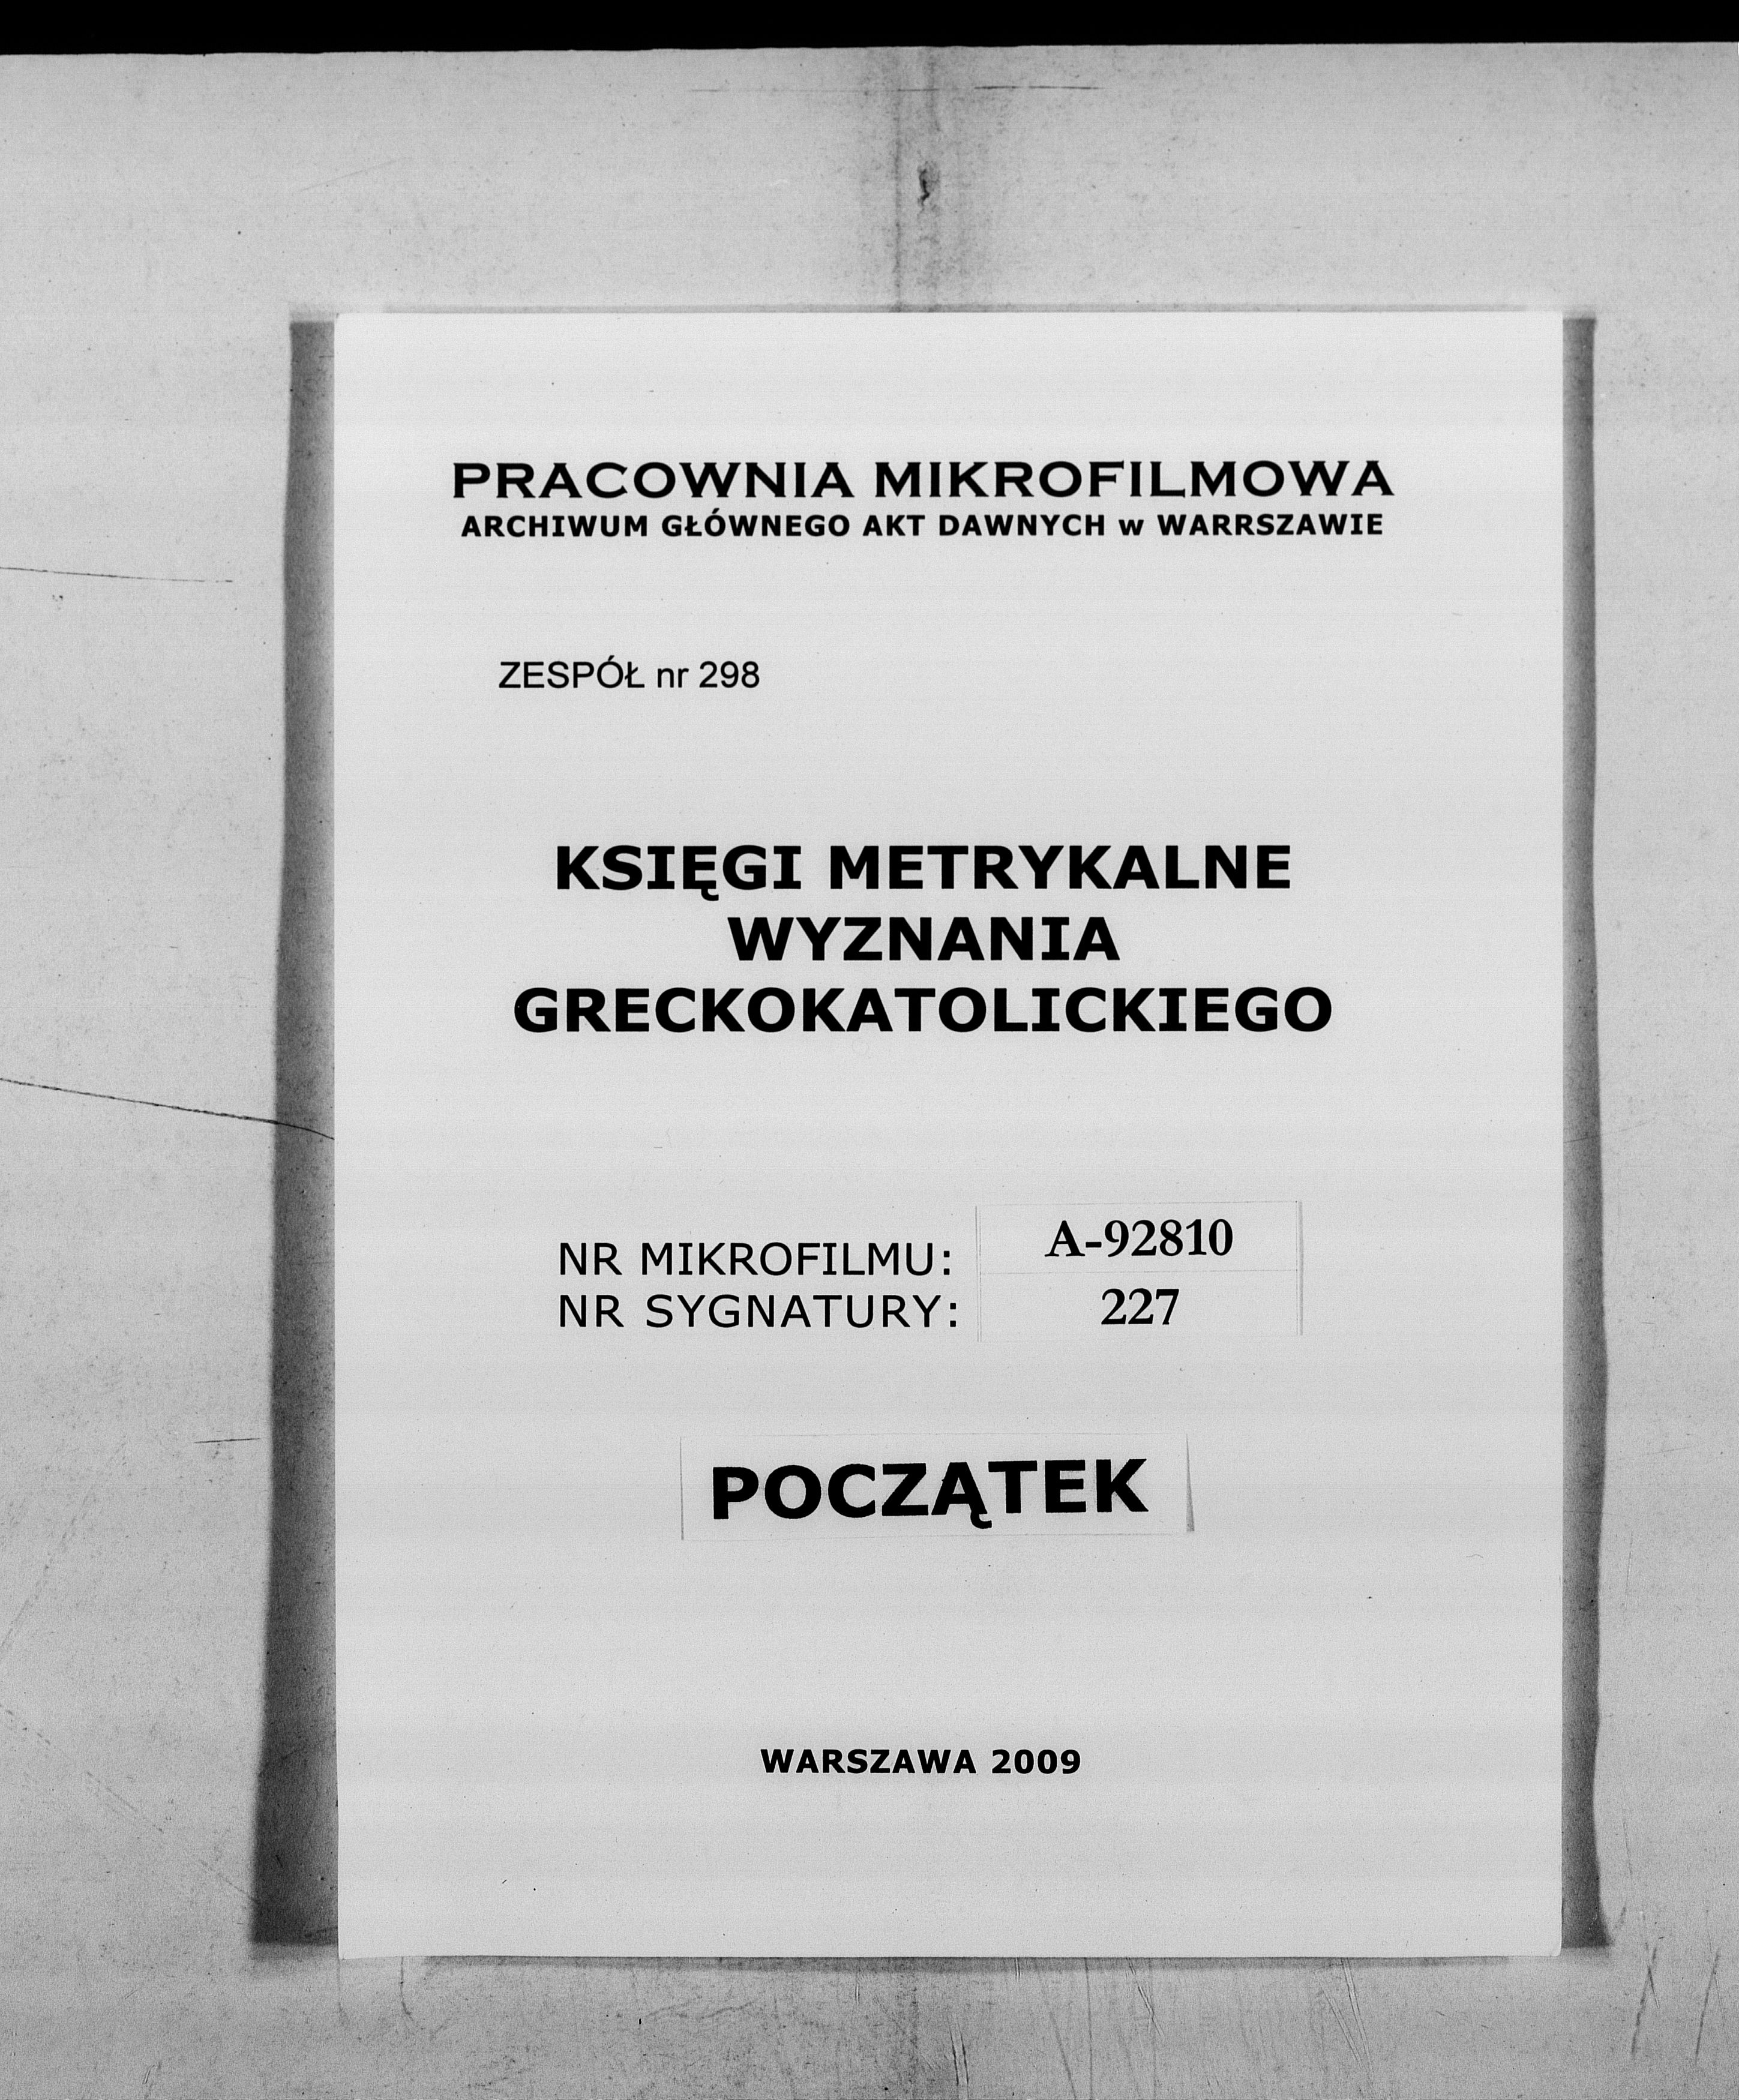 PRACOWNIA MIKROFILMOWA
ARCHIWUM GŁÓWNEGO AKT DAWNYCH w WARRSZAWIE
ZESPÓŁ nr 298
KSIĘGI METRYKALNE
WYZNANIA
GRECKOKATOLICKIEGO
NR MIKROFILMU: A-92810
NR SYGNATURY: 227
POCZĄTEK
WARSZAWA 2009